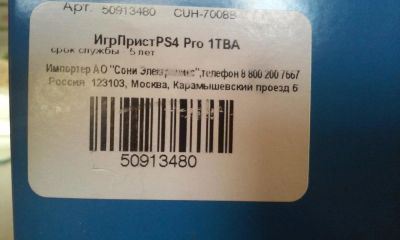 Арт. 50913480 CUH-7008B
ИгрПристPS4 Pro 1TBA
срок службы 5 лет
Импортер АО "Сони Электроникс",телефон 8 800 200 7667
Россия 123103, Москва, Карамышевский проезд 6
50913480